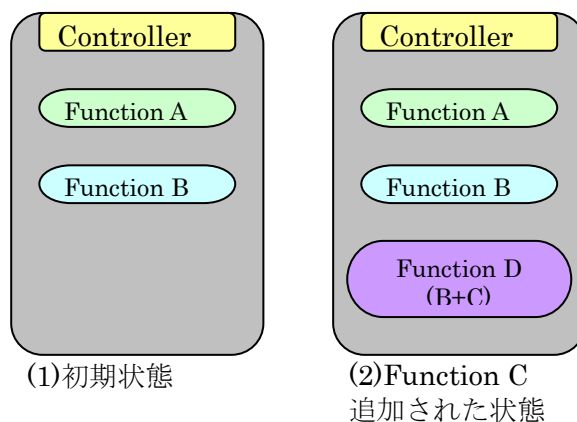 Controller
Function A
Function B
(1)初期状態
Controller
Function A
Function B
Function D
(B+C)
(2)Function C
追加された状態